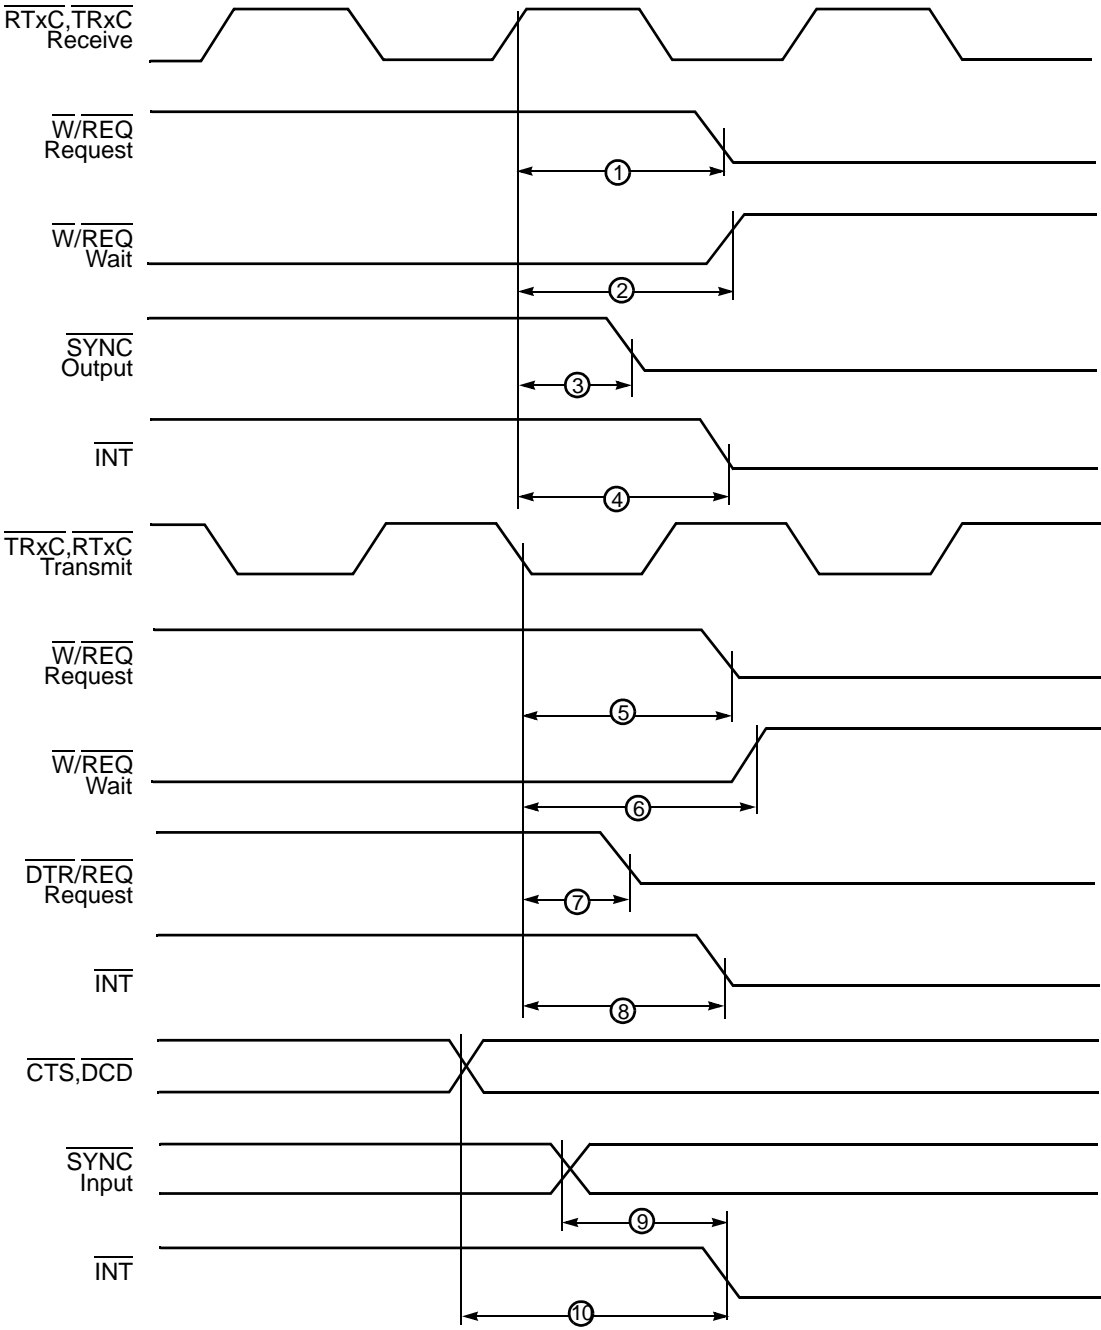 RTxC,TRxC
Receive
W/REQ
Request
1
W/REQ
Wait
2
SYNC
Output
3
INT
4
TRxC,RTxC
Transmit
W/REQ
Request
5
W/REQ
Wait
6
DTR/REQ
Request
7
INT
8
CTS,DCD
SYNC
Input
9
INT
10